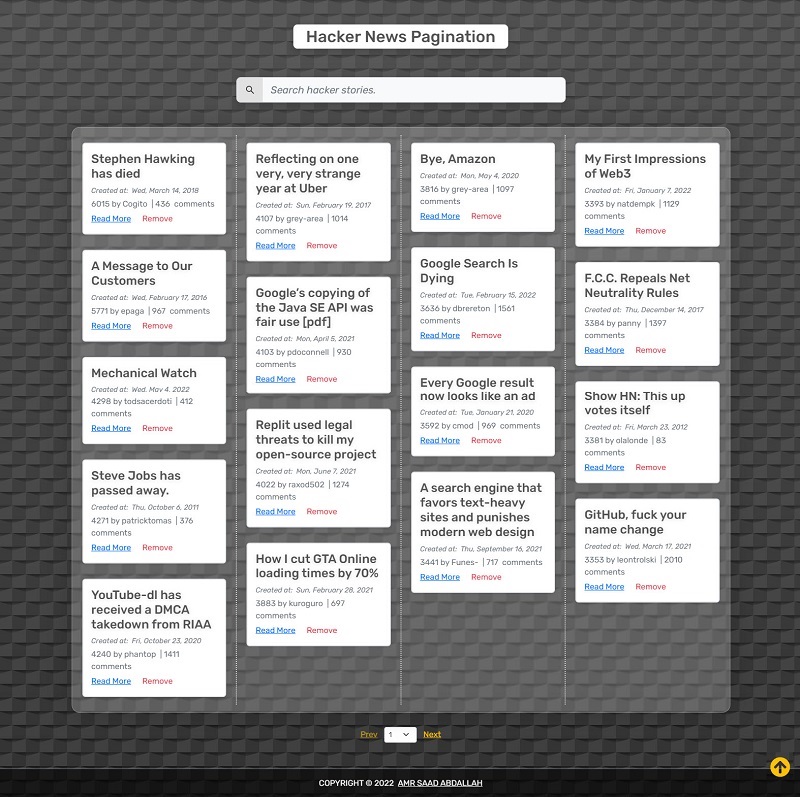 Hacker News Pagination
Search hacker stories.
Stephen Hawking
has died
Created at: Wed, March 14, 2018
6015 by Cogito | 436 comments
Read More Remove
A Message to Our
Customers
Created at: Wed, February 17, 2016
5771 by epaga | 967 comments
Read More Remove
Mechanical Watch
Created at: Wed, May 4, 2022
4298 by todsacerdoti | 412
comments
Read More Remove
Steve Jobs has
passed away.
Created at: Thu, October 6, 2011
4271 by patricktomas | 376
comments
Read More Remove
YouTube-dl has
received a DMCA
takedown from RIAA
Created at: Fri, October 23, 2020
4240 by phantop | 1411
comments
Read More Remove
Reflecting on one
very, very strange
year at Uber
Created at: Sun, February 19, 2017
4107 by grey-area | 1014
comments
Read More Remove
Google's copying of
the Java SE API was
fair use [pdf]
Created at: Mon, April 5, 2021
4103 by pdoconnell | 930
comments
Read More Remove
Replit used legal
threats to kill my
open-source project
Created at: Mon, June 7, 2021
4022 by raxod502 | 1274
comments
Read More Remove
How I cut GTA Online
loading times by 70%
Created at: Sun, February 28, 2021
3883 by kuroguro | 697
comments
Read More Remove
Bye, Amazon
Created at: Mon, May 4, 2020
3816 by grey-area | 1097
comments
Read More Remove
Google Search Is
Dying
Created at: Tue, February 15, 2022
3636 by dbrereton | 1561
comments
Read More Remove
Every Google result
now looks like an ad
Created at: Tue, January 21, 2020
3592 by cmod | 969 comments
Read More Remove
A search engine that
favors text-heavy
sites and punishes
modern web design
Created at: Thu, September 16, 2021
3441 by Funes- | 717 comments
Read More Remove
My First Impressions
of Web3
Created at: Fri, January 7, 2022
3393 by natdempk | 1129
comments
Read More Remove
F.C.C. Repeals Net
Neutrality Rules
Created at: Thu, December 14, 2017
3384 by panny | 1397
comments
Read More Remove
Show HN: This up
votes itself
Created at: Fri, March 23, 2012
3381 by olalonde | 83
comments
Read More Remove
GitHub, fuck your
name change
Created at: Wed, March 17, 2021
3353 by leontrolski | 2010
comments
Read More Remove
Prev 1 Next
COPYRIGHT © 2022 AMR SAAD ABDALLAH